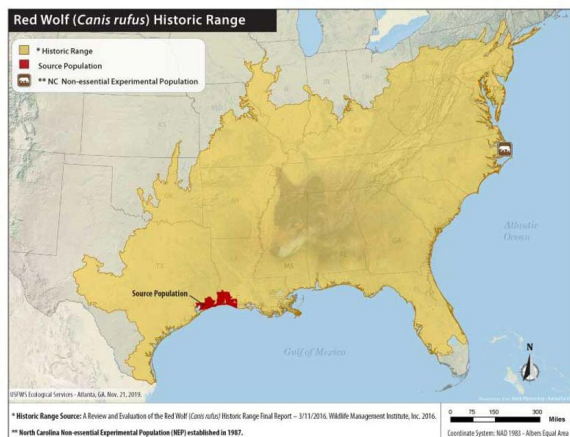 Red Wolf (Canis rufus) Historic Range
* Historic Range
Source Population
** NC Non-essential Experimental Population
Atlantic
Ocean
TX
MS
GA
Source Population
Gulf of Mexico
N
USFWS Ecological Services - Atlanta, GA. Nov. 21, 2019.
* Historic Range Source: A Review and Evaluation of the Red Wolf (Canis rufus) Historic Range Final Report – 3/11/2016. Wildlife Management Institute, Inc. 2016.
** North Carolina Non-essential Experimental Population (NEP) established in 1987.
0 75 150 300
Miles
Coordinate System: NAD 1983 - Albers Equal Area